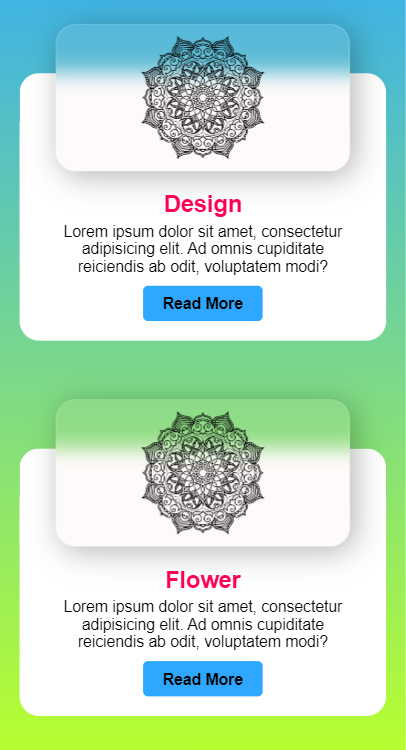 Design
Lorem ipsum dolor sit amet, consectetur
adipisicing elit. Ad omnis cupiditate
reiciendis ab odit, voluptatem modi?
Read More
Flower
Lorem ipsum dolor sit amet, consectetur
adipisicing elit. Ad omnis cupiditate
reiciendis ab odit, voluptatem modi?
Read More